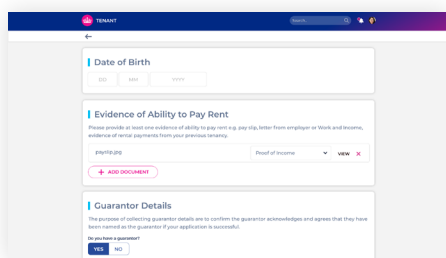 TENANT
Search
Date of Birth
DD MM YYYY
Evidence of Ability to Pay Rent
Please provide at least one evidence of ability to pay rent e.g. pay-slip, letter from employer or Work and Income,
evidence of rental payments from your previous tenancy.
payslip.jpg Proof of Income VIEW
+ ADD DOCUMENT
Guarantor Details
The purpose of collecting guarantor details are to confirm the guarantor acknowledges and agrees that they have
been named as the guarantor if your application is successful.
Do you have a guarantor?
YES NO